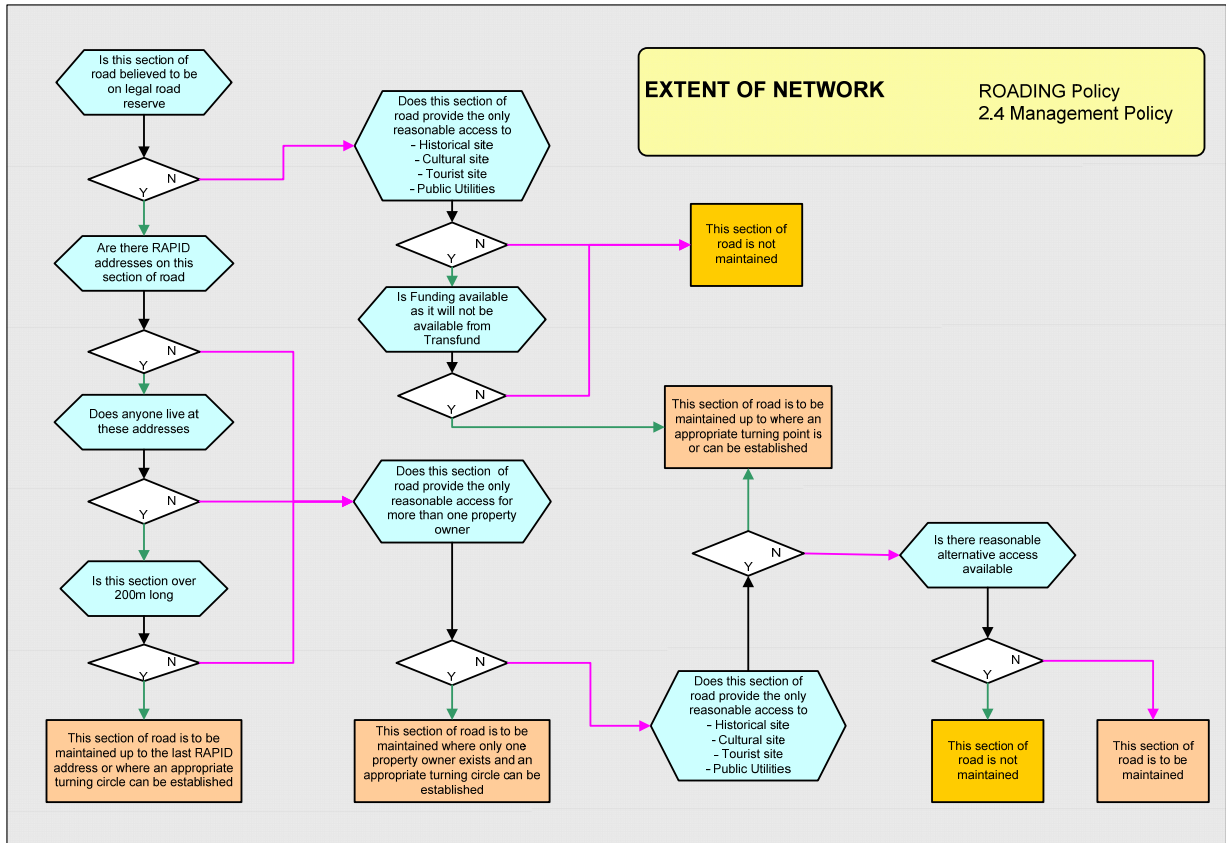 EXTENT OF NETWORK
ROADING Policy
2.4 Management Policy
Is this section of
road believed to be
on legal road
reserve
N
Y
Are there RAPID
addresses on this
section of road
N
Y
Does anyone live at
these addresses
N
Y
Is this section over
200m long
N
Y
This section of road is to be
maintained up to the last RAPID
address or where an appropriate
turning circle can be established
Does this section of
road provide the only
reasonable access to
- Historical site
- Cultural site
- Tourist site
- Public Utilities
N
Y
Is Funding available
as it will not be
available from
Transfund
N
Y
This section of
road is not
maintained
This section of road is to be
maintained up to where an
appropriate turning point is
or can be established
Does this section of
road provide the only
reasonable access for
more than one property
owner
N
Y
This section of road is to be
maintained where only one
property owner exists and an
appropriate turning circle can be
established
Does this section of
road provide the only
reasonable access to
- Historical site
- Cultural site
- Tourist site
- Public Utilities
N
Y
Is there reasonable
alternative access
available
N
Y
This section of
road is not
maintained
This section of
road is to be
maintained